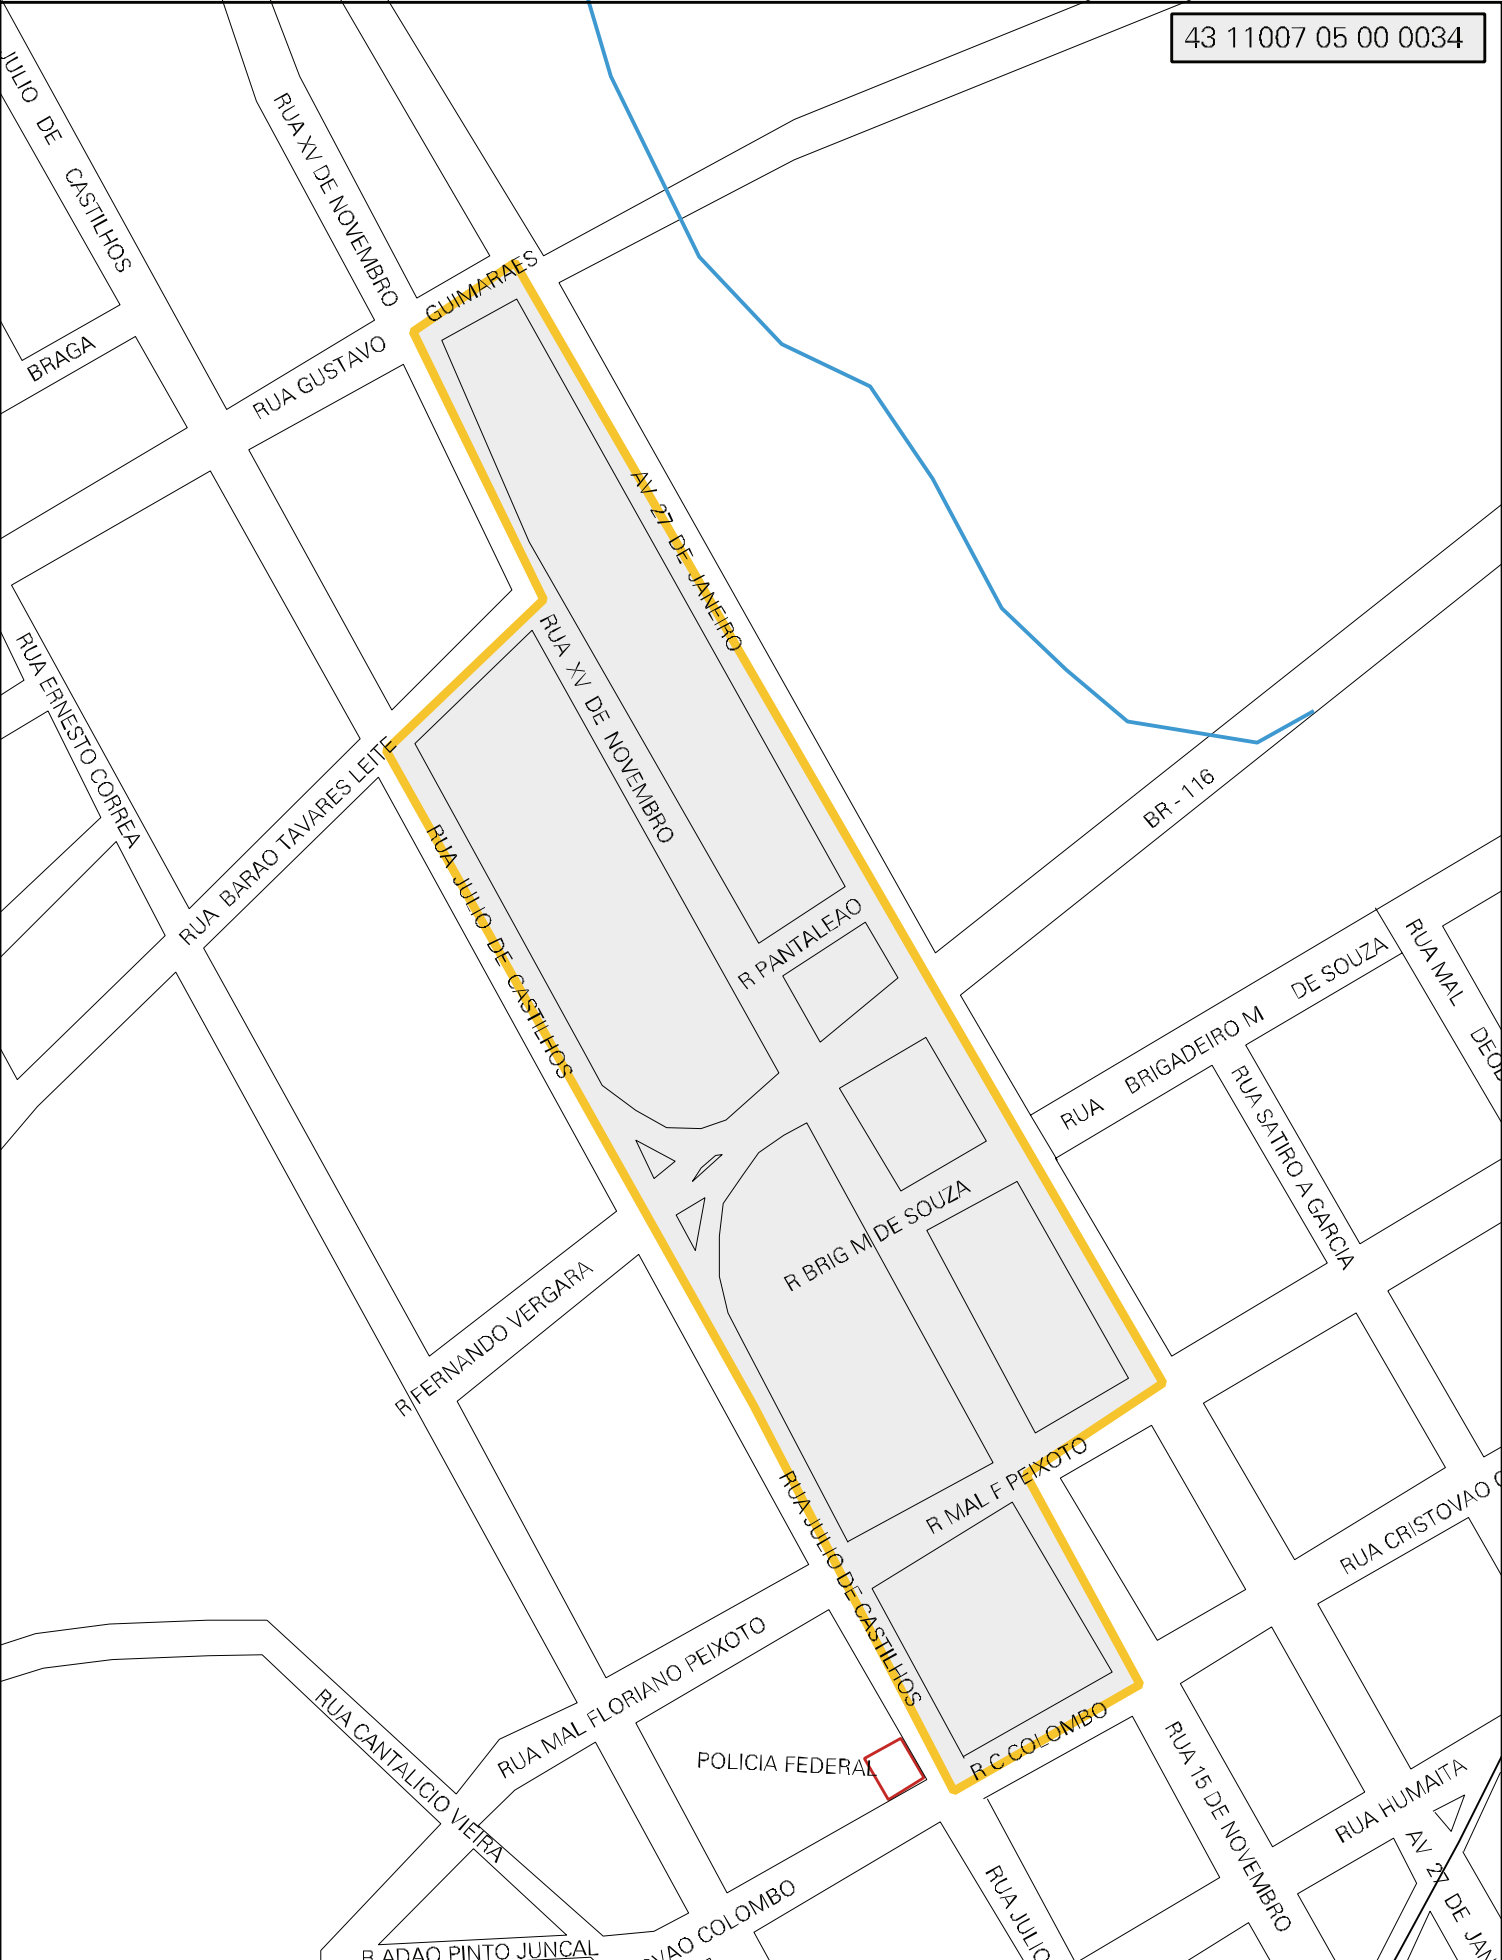 43 11007 05 00 0034
JULIO DE CASTILHOS
RUA XV DE NOVEMBRO
GUIMARAES
BRAGA
RUA GUSTAVO
AV 27 DE JANEIRO
RUA XV DE NOVEMBRO
RUA ERNESTO CORREA
RUA BARAO TAVARES LEITE
BR - 116
RUA JULIO DE CASTILHOS
R PANTALEAO
RUA BRIGADEIRO M DE SOUZA
RUA MAL DEOD
RUA SATIRO A GARCIA
R BRIG M DE SOUZA
R FERNANDO VERGARA
R MAL F PEIXOTO
RUA JULIO DE CASTILHOS
RUA CRISTOVAO C
RUA MAL FLORIANO PEIXOTO
RUA CANTALICIO VIEIRA
POLICIA FEDERAL
R C COLOMBO
RUA 15 DE NOVEMBRO
RUA HUMAITA
AV 27 DE JAN
RUA JULIO
VAO COLOMBO
R ADAO PINTO JUNCAL